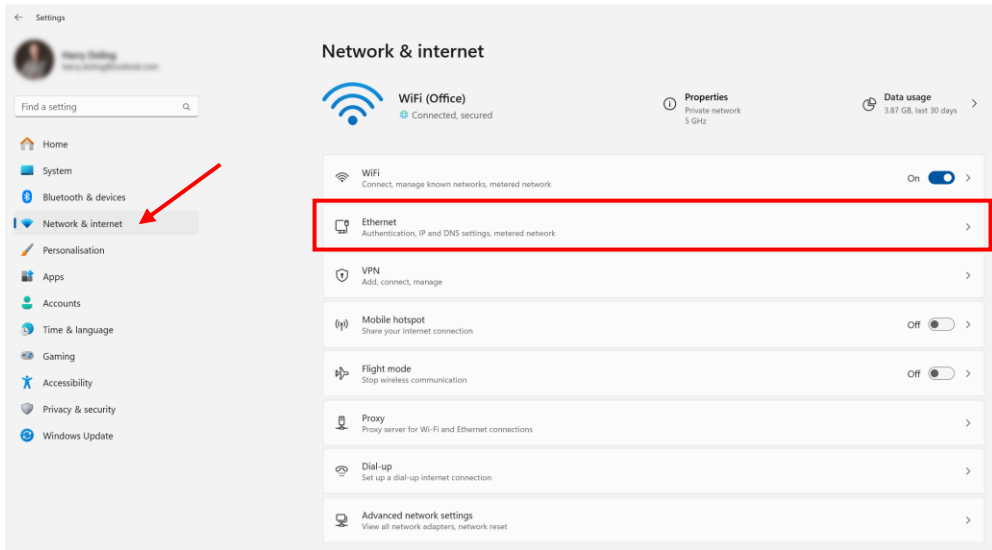 Settings
Network & internet
Find a setting
WiFi (Office)
Connected, secured
Properties
Private network
5 GHz
Data usage
3.87 GB, last 30 days
Home
System
Bluetooth & devices
Network & internet
Personalisation
Apps
Accounts
Time & language
Gaming
Accessibility
Privacy & security
Windows Update
WiFi
Connect, manage known networks, metered network
On
Ethernet
Authentication, IP and DNS settings, metered network
VPN
Add, connect, manage
Mobile hotspot
Share your internet connection
Off
Flight mode
Stop wireless communication
Off
Proxy
Proxy server for Wi-Fi and Ethernet connections
Dial-up
Set up a dial-up internet connection
Advanced network settings
View all network adapters, network reset